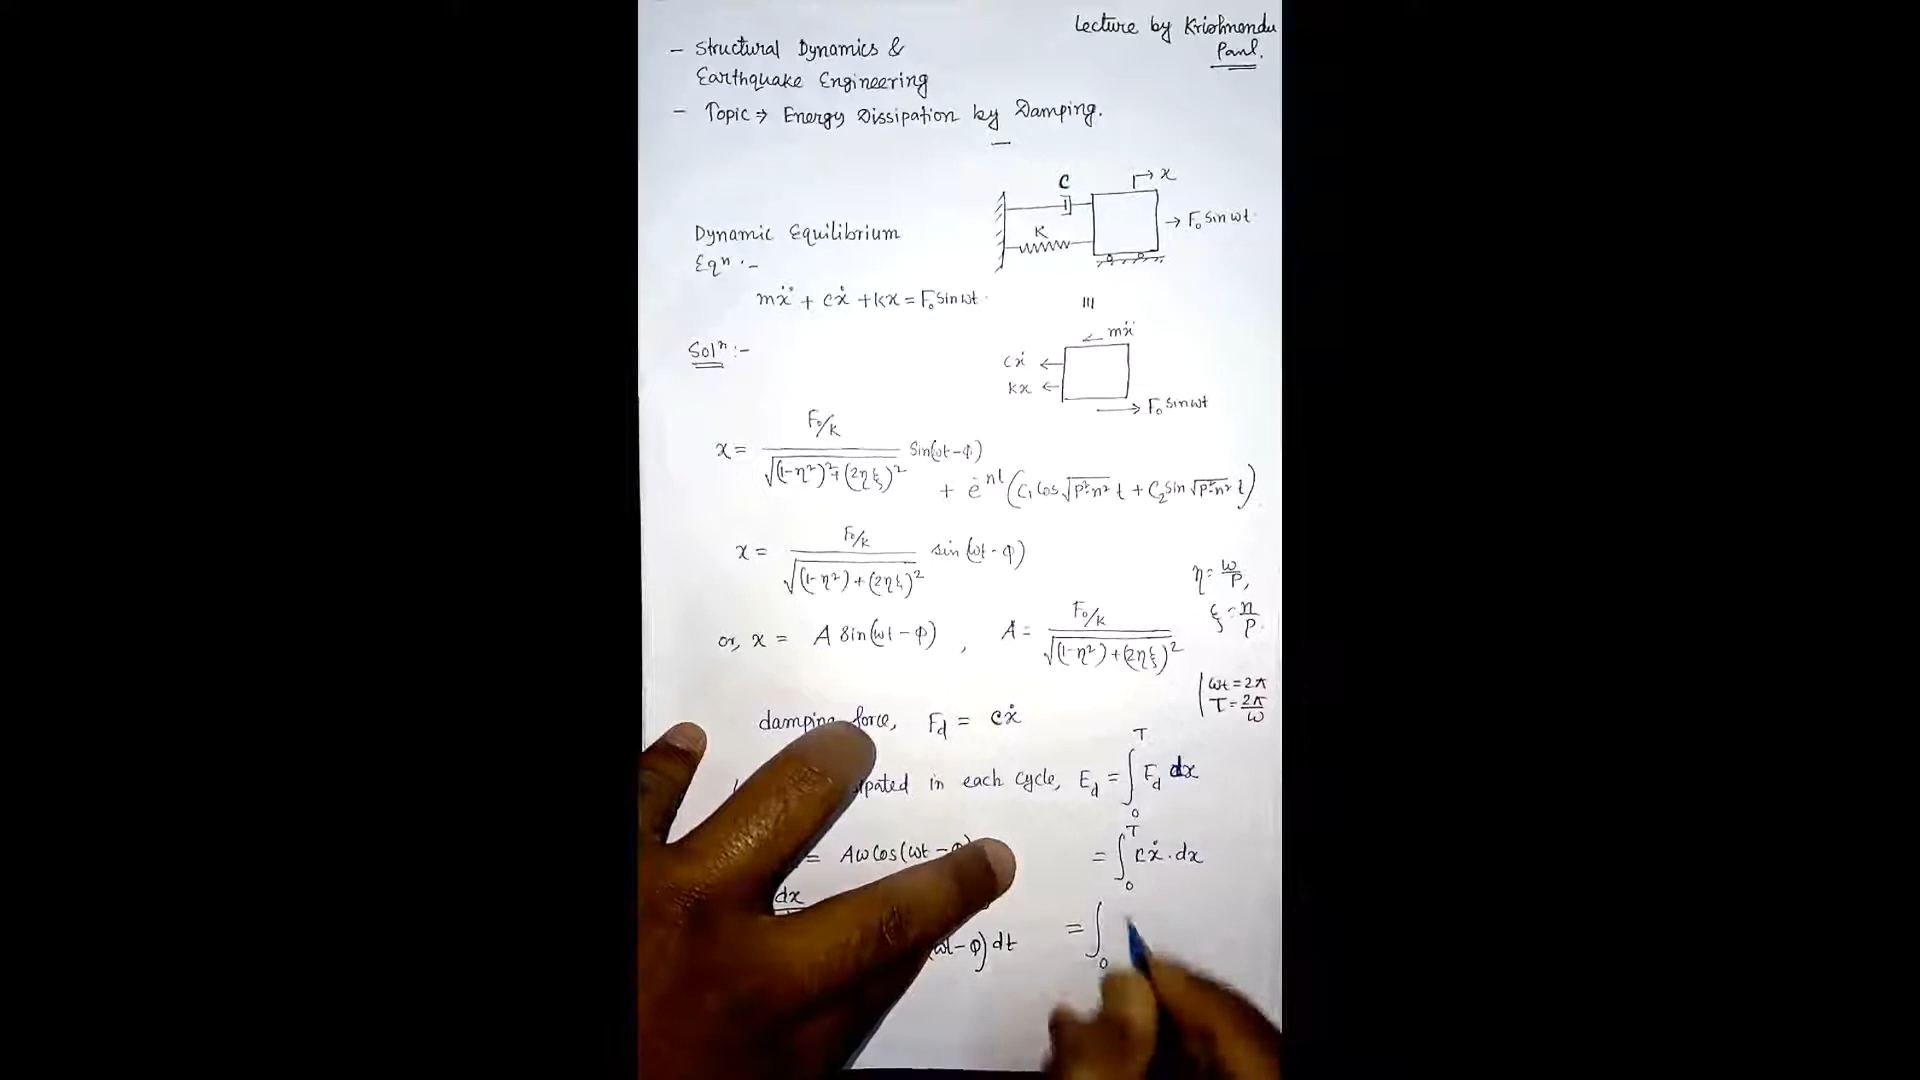 Lecture by Krishnendu
Paul.
- Structural Dynamics &
Earthquake Engineering
- Topic ⇒ Energy Dissipation by Damping.
C
x
K
F₀ sin ωt
Dynamic Equilibrium
Eqⁿ :-
mẍ + cẋ + kx = F₀ sin ωt
mẍ
cẋ
kx
F₀ sin ωt
Solⁿ :-
x = F₀/k / √(1-η²)² + (2ηξ)² Sin(ωt - φ)
+ e⁻ⁿᵗ (C₁ Cos √p²-n² t + C₂ sin √p²-n² t)
x = F₀/k / √(1-η²) + (2ηξ)² sin (ωt - φ)
η = ω/p,
ξ = n/p.
or, x = A Sin(ωt - φ) , A = F₀/k / √(1-η²) + (2ηξ)²
ωt = 2π
T = 2π/ω
damping force, F_d = cẋ
in each cycle, E_d = ∫₀ᵀ F_d dx
= Aω Cos(ωt - φ)
= ∫₀ᵀ cẋ . dx
dx
(ωt - φ) dt
= ∫₀